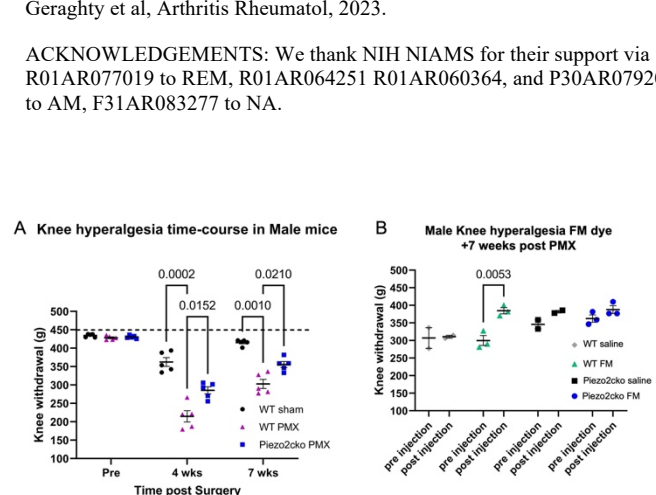 Geraghty et al, Arthritis Rheumatol, 2023.
ACKNOWLEDGEMENTS: We thank NIH NIAMS for their support via
R01AR077019 to REM, R01AR064251 R01AR060364, and
to AM, F31AR083277 to NA.
A Knee hyperalgesia time-course in Male mice
0.0002
0.0210
0.0152
0.0010
Knee withdrawal (g)
500
450
400
350
300
250
200
150
100
WT sham
WT PMX
Piezo2cko PMX
Pre
4 wks
7 wks
Time post Surgery
B Male Knee hyperalgesia FM dye
+7 weeks post PMX
0.0053
Knee withdrawal (g)
500
450
400
350
300
250
200
150
100
WT saline
WT FM
Piezo2cko saline
Piezo2cko FM
pre injection
post injection
pre injection
post injection
pre injection
post injection
pre injection
post injection